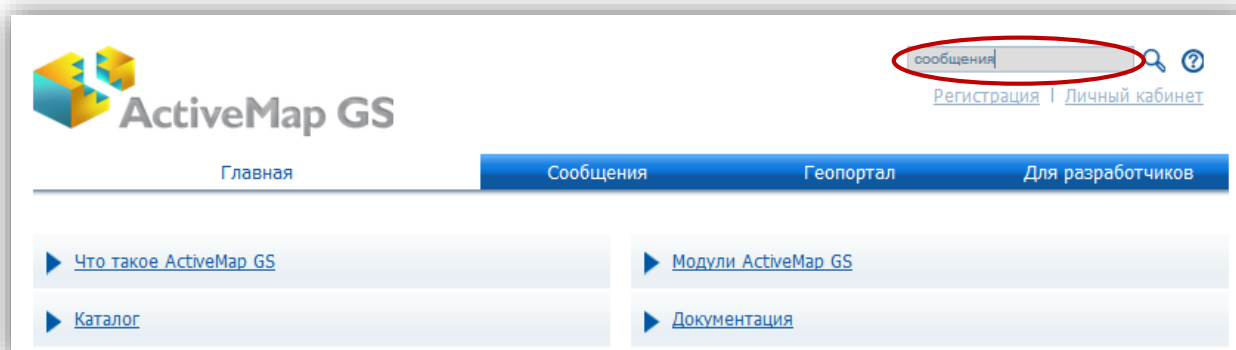 сообщения
Регистрация | Личный кабинет
ActiveMap GS
Главная Сообщения Геопортал Для разработчиков
Что такое ActiveMap GS Модули ActiveMap GS
Каталог Документация